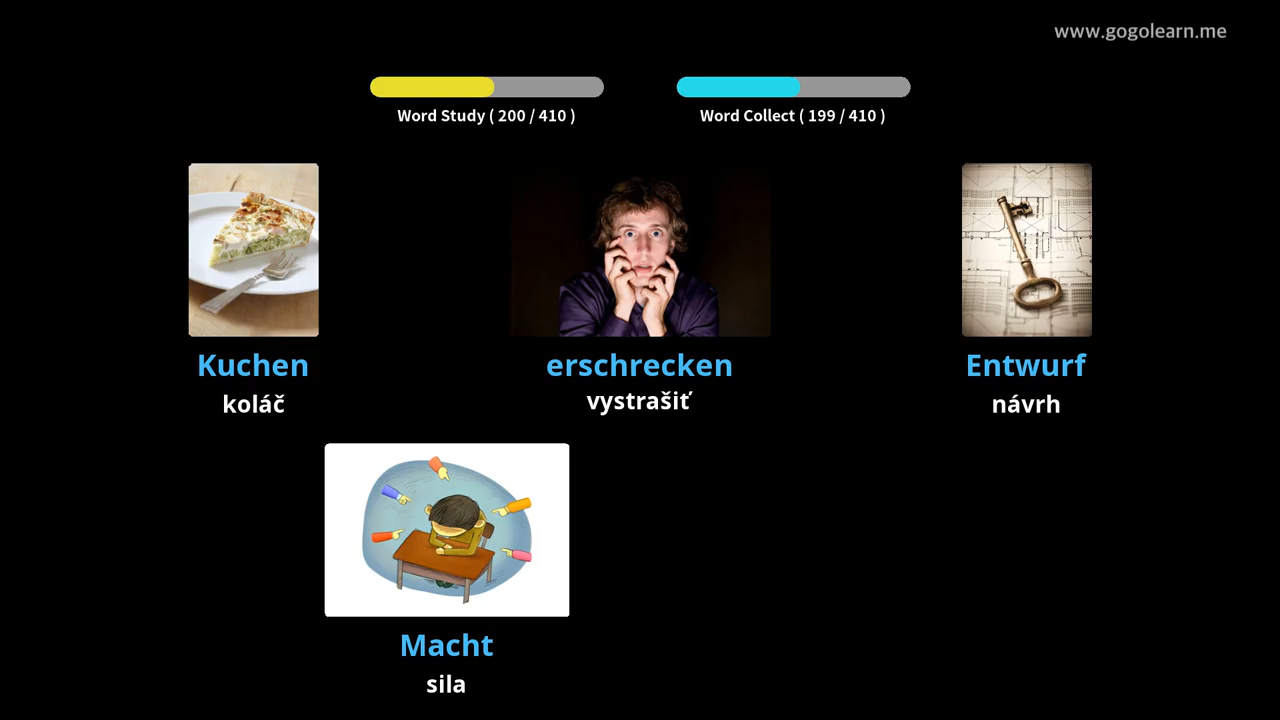 www.gogolearn.me
Word Study ( 200 / 410 )
Word Collect ( 199 / 410 )
Kuchen
koláč
erschrecken
vystrašiť
Entwurf
návrh
Macht
sila